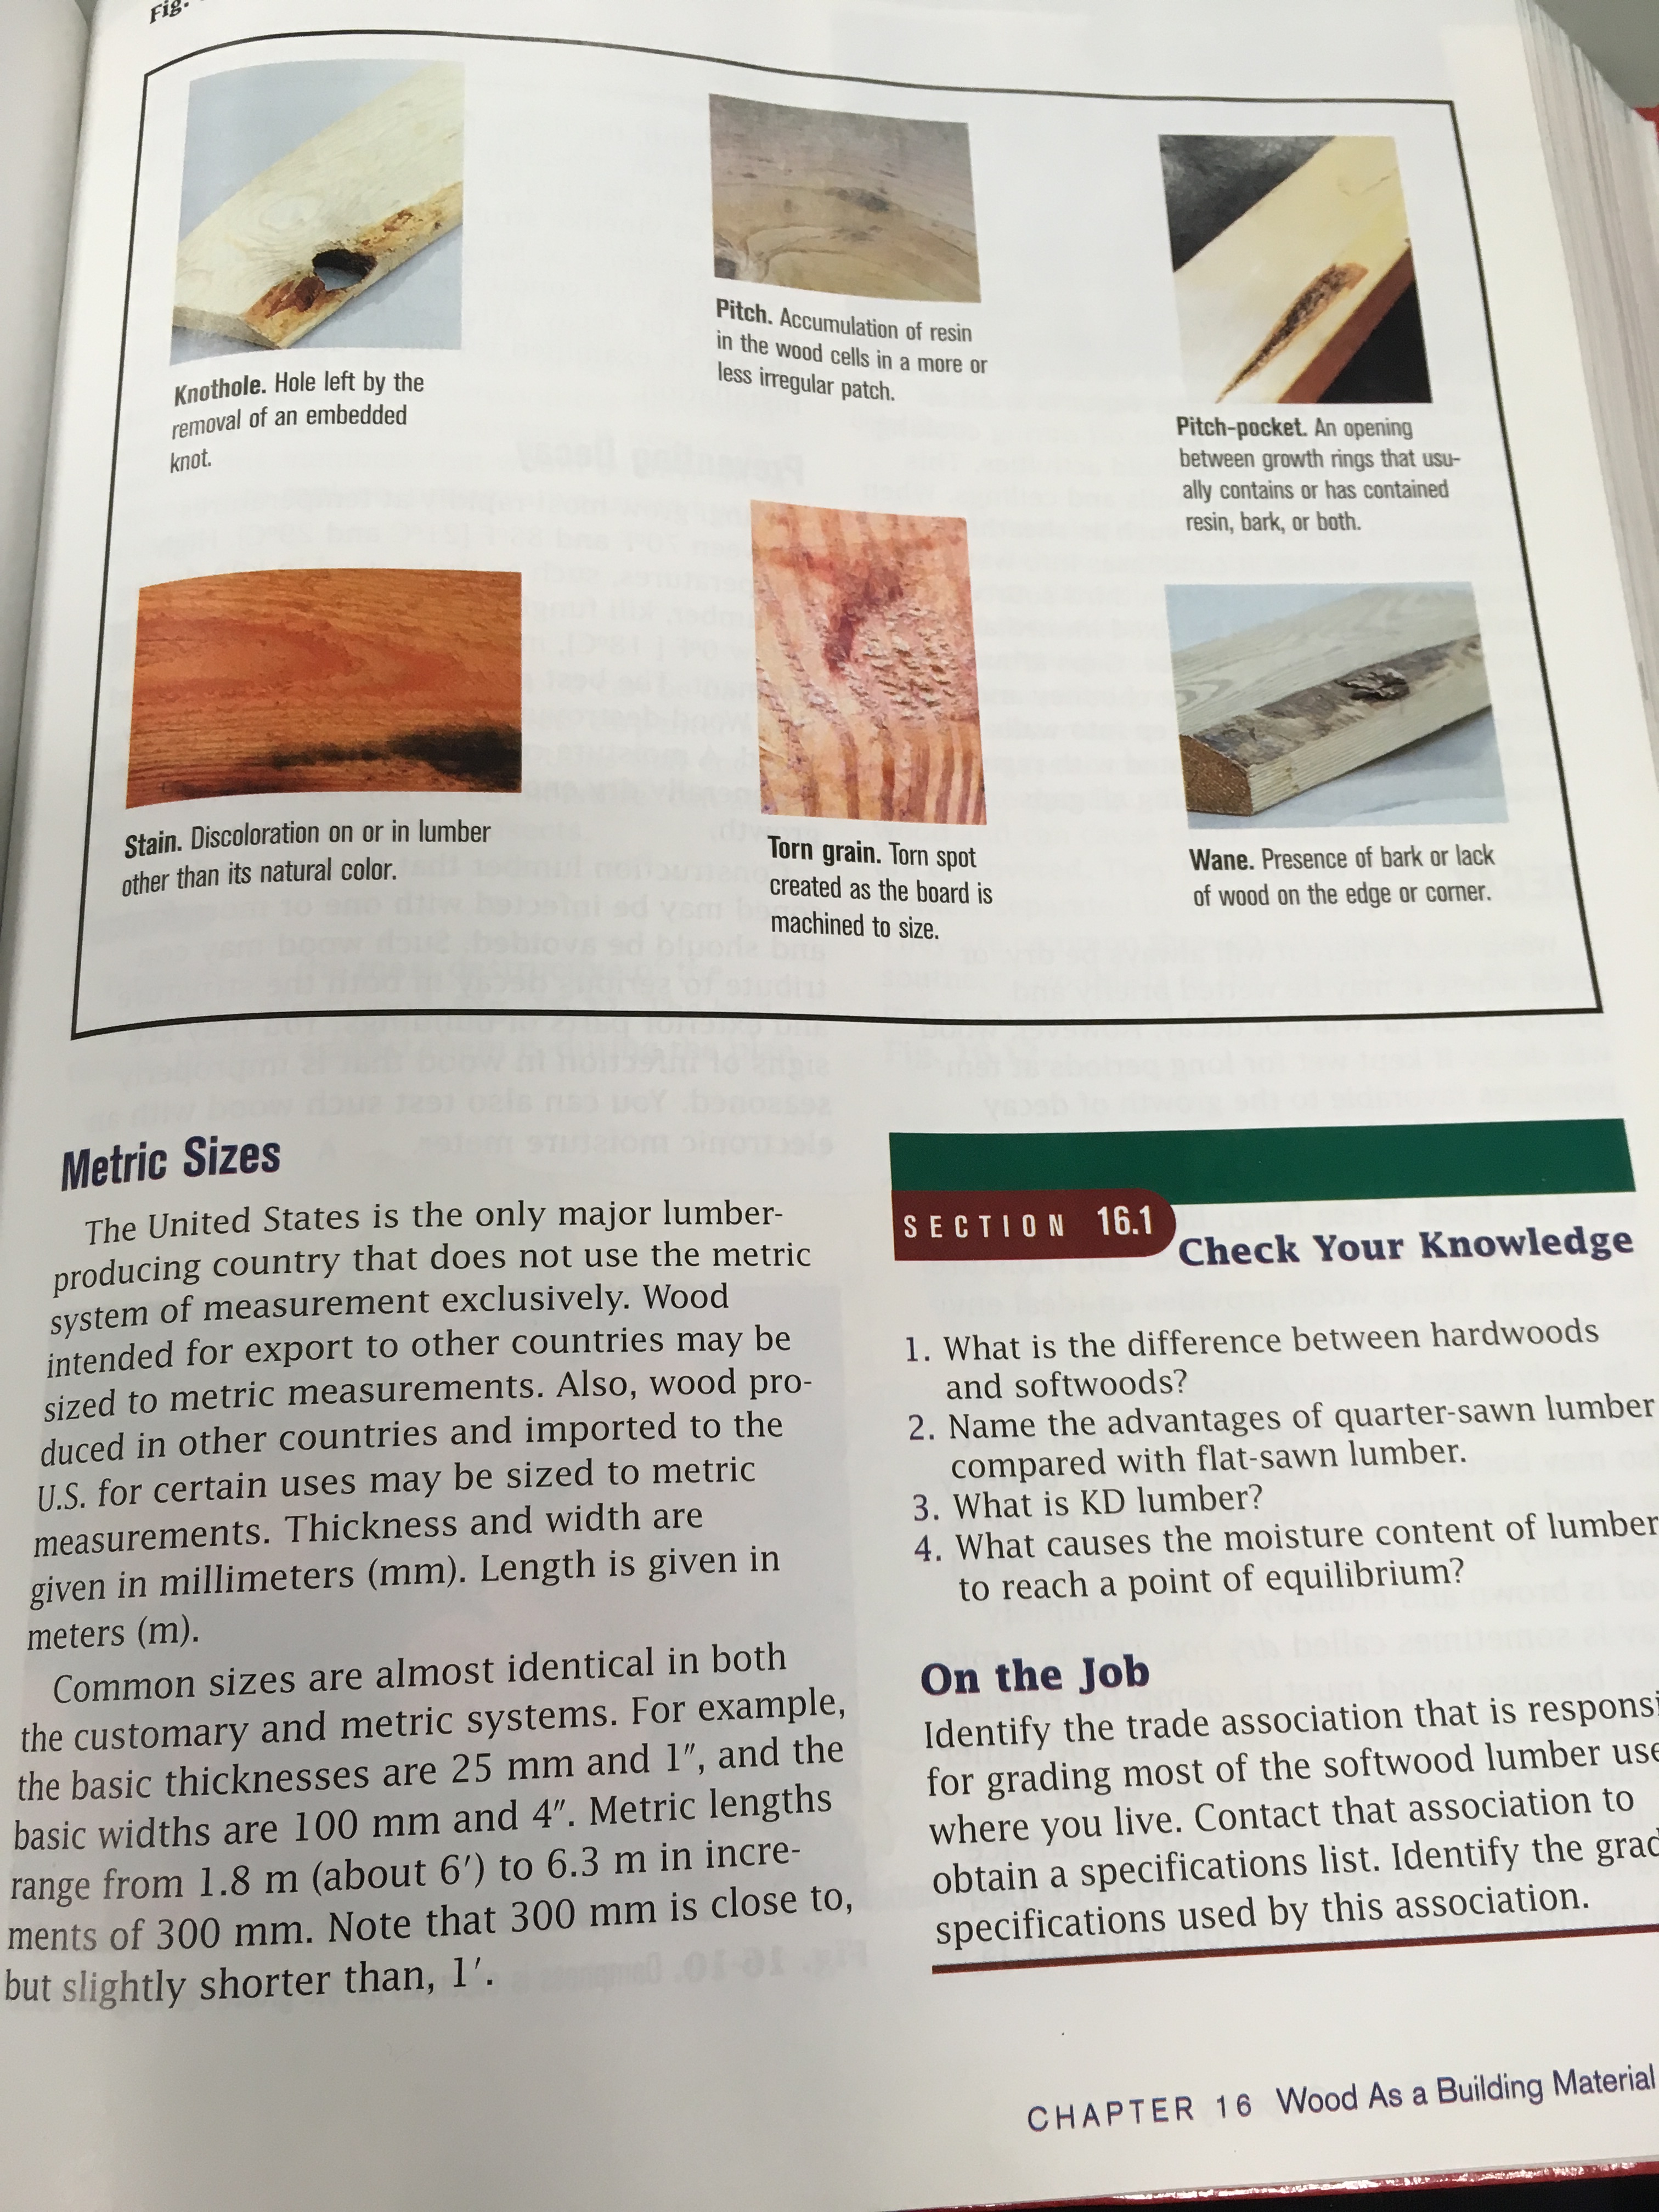 Fig.
Knothole. Hole left by the
removal of an embedded
knot.
Pitch. Accumulation of resin
in the wood cells in a more or
less irregular patch.
Pitch-pocket. An opening
between growth rings that usu-
ally contains or has contained
resin, bark, or both.
Stain. Discoloration on or in lumber
other than its natural color.
Torn grain. Torn spot
created as the board is
machined to size.
Wane. Presence of bark or lack
of wood on the edge or corner.
Metric Sizes
The United States is the only major lumber-
producing country that does not use the metric
system of measurement exclusively. Wood
intended for export to other countries may be
sized to metric measurements. Also, wood pro-
duced in other countries and imported to the
U.S. for certain uses may be sized to metric
measurements. Thickness and width are
given in millimeters (mm). Length is given in
meters (m).
Common sizes are almost identical in both
the customary and metric systems. For example,
the basic thicknesses are 25 mm and 1″, and the
basic widths are 100 mm and 4″. Metric lengths
range from 1.8 m (about 6′) to 6.3 m in incre-
ments of 300 mm. Note that 300 mm is close to,
but slightly shorter than, 1′.
SECTION 16.1
Check Your Knowledge
1. What is the difference between hardwoods
and softwoods?
2. Name the advantages of quarter-sawn lumber
compared with flat-sawn lumber.
3. What is KD lumber?
4. What causes the moisture content of lumber
to reach a point of equilibrium?
On the Job
Identify the trade association that is responsi
for grading most of the softwood lumber use
where you live. Contact that association to
obtain a specifications list. Identify the grad
specifications used by this association.
CHAPTER 16 Wood As a Building Material